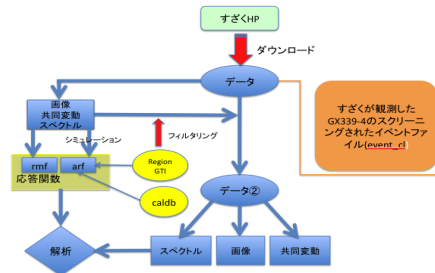 すざくHP
ダウンロード
データ
画像
共同変動
スペクトル
シミュレーション
フィルタリング
rmf
arf
応答関数
Region
GTI
caldb
すざくが観測した
GX339-4のスクリーニ
ングされたイベントファ
イル(event_cl)
データ②
解析
スペクトル
画像
共同変動